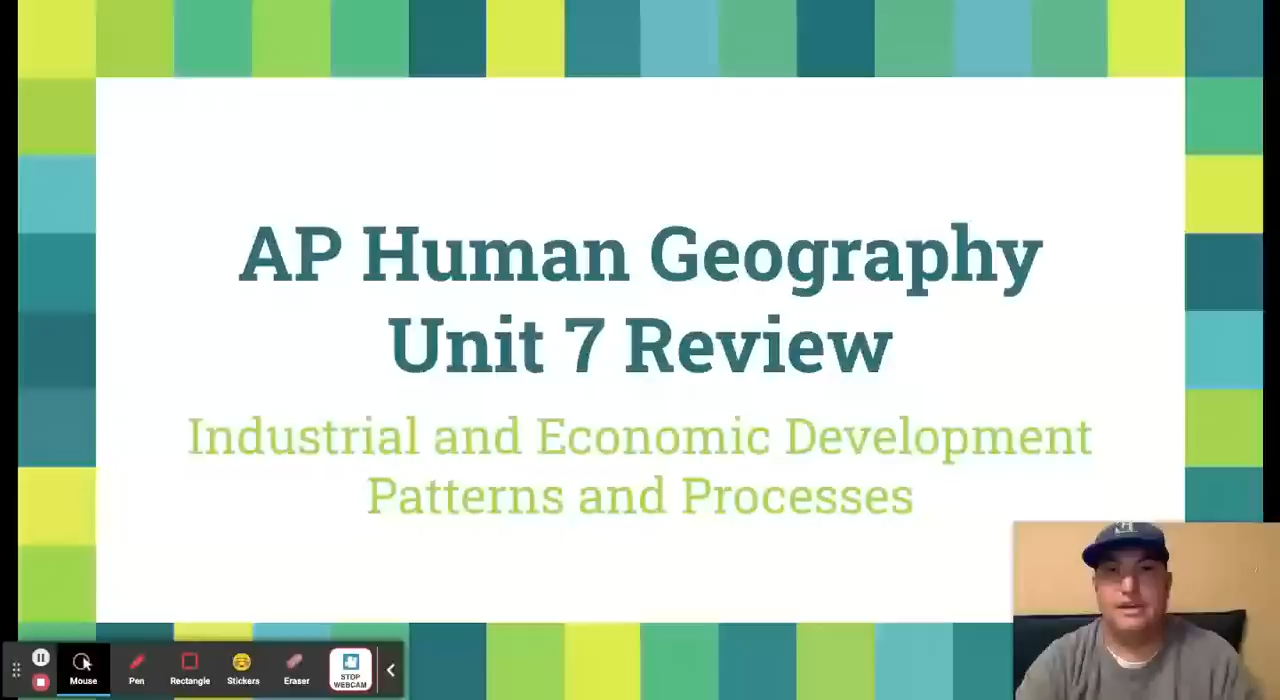 AP Human Geography
Unit 7 Review
Industrial and Economic Development
Patterns and Processes
Mouse
Pen
Rectangle
Stickers
Eraser
STOP
WEBCAM